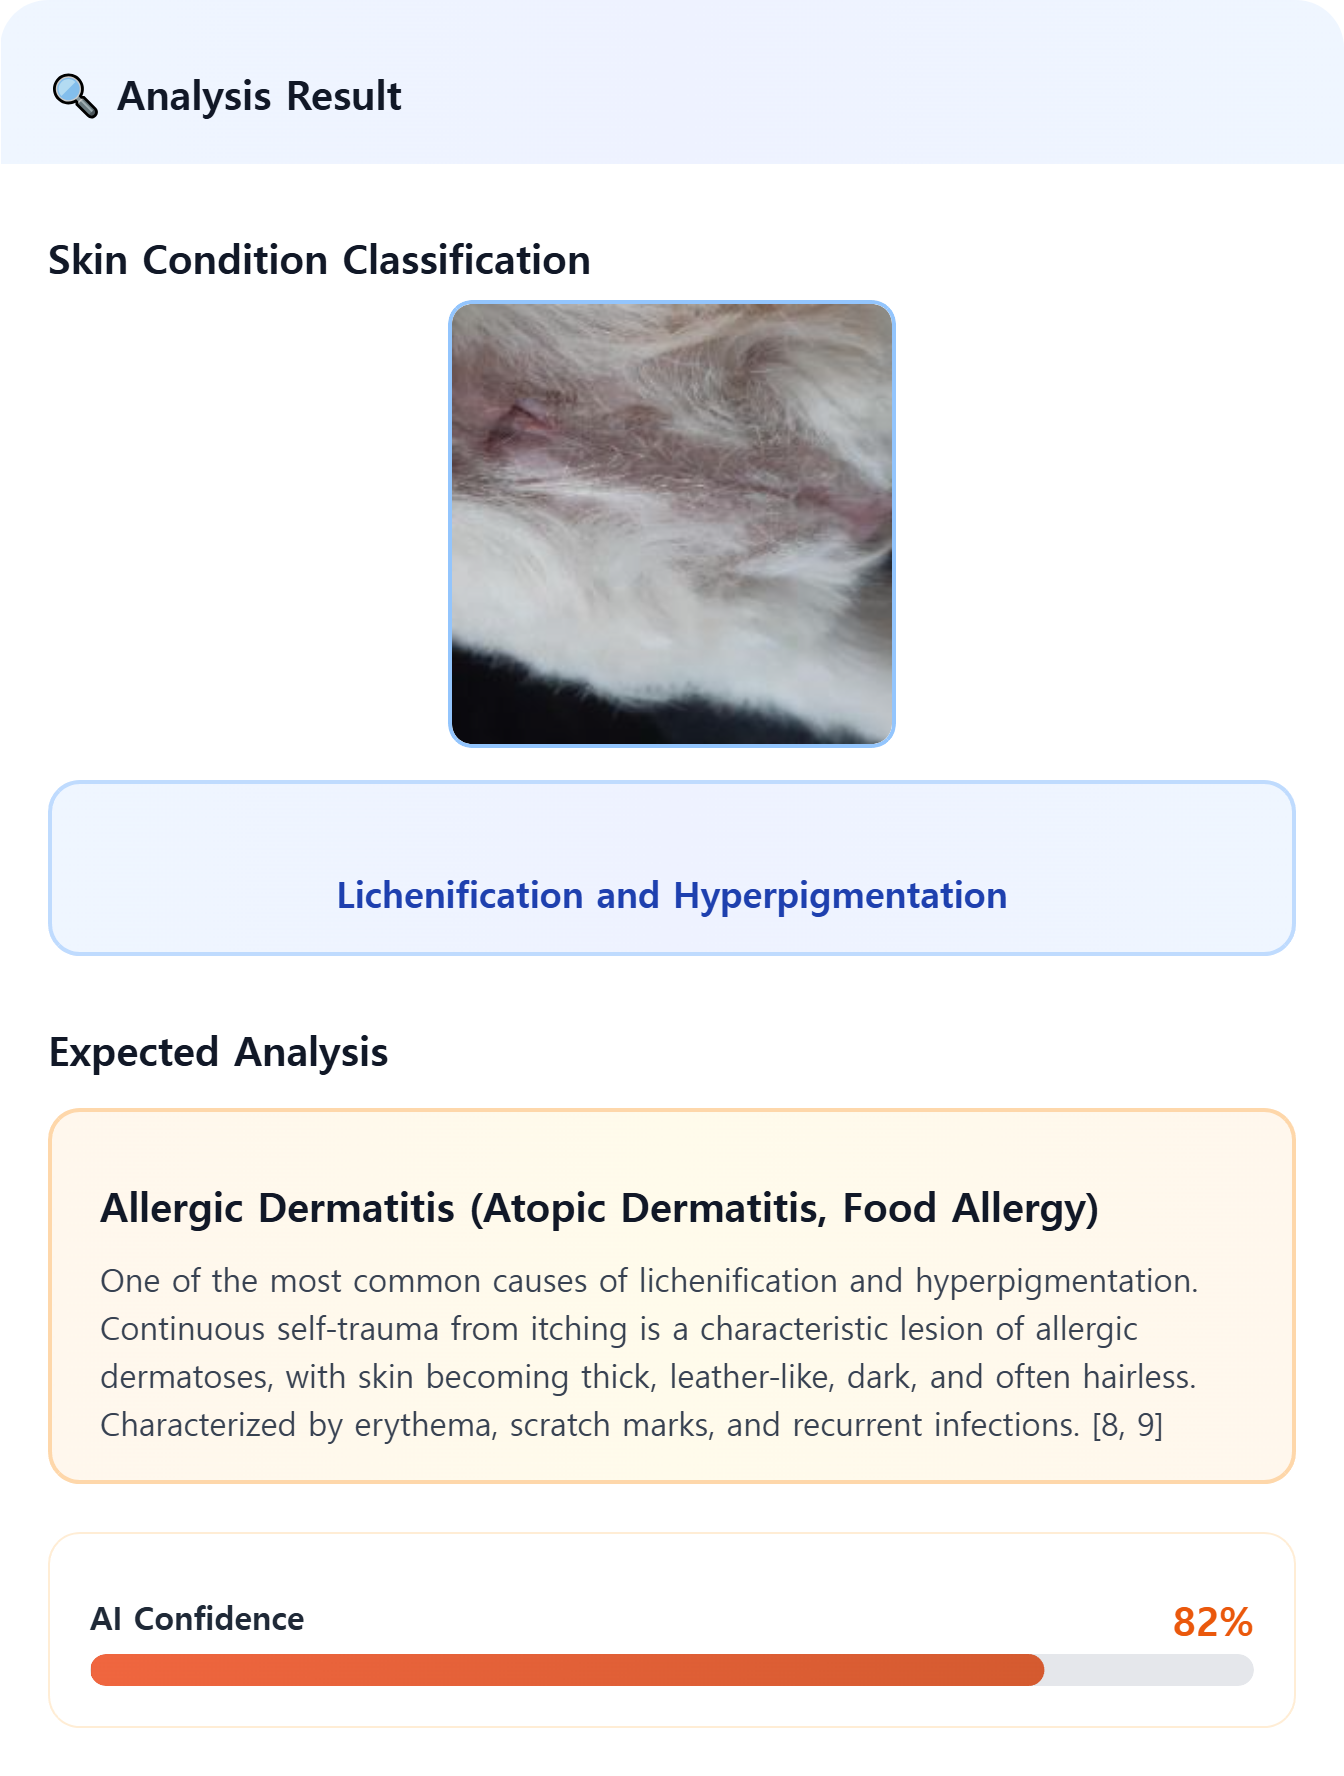 Analysis Result
Skin Condition Classification
Lichenification and Hyperpigmentation
Expected Analysis
Allergic Dermatitis (Atopic Dermatitis, Food Allergy)
One of the most common causes of lichenification and hyperpigmentation.
Continuous self-trauma from itching is a characteristic lesion of allergic
dermatoses, with skin becoming thick, leather-like, dark, and often hairless.
Characterized by erythema, scratch marks, and recurrent infections. [8, 9]
AI Confidence
82%